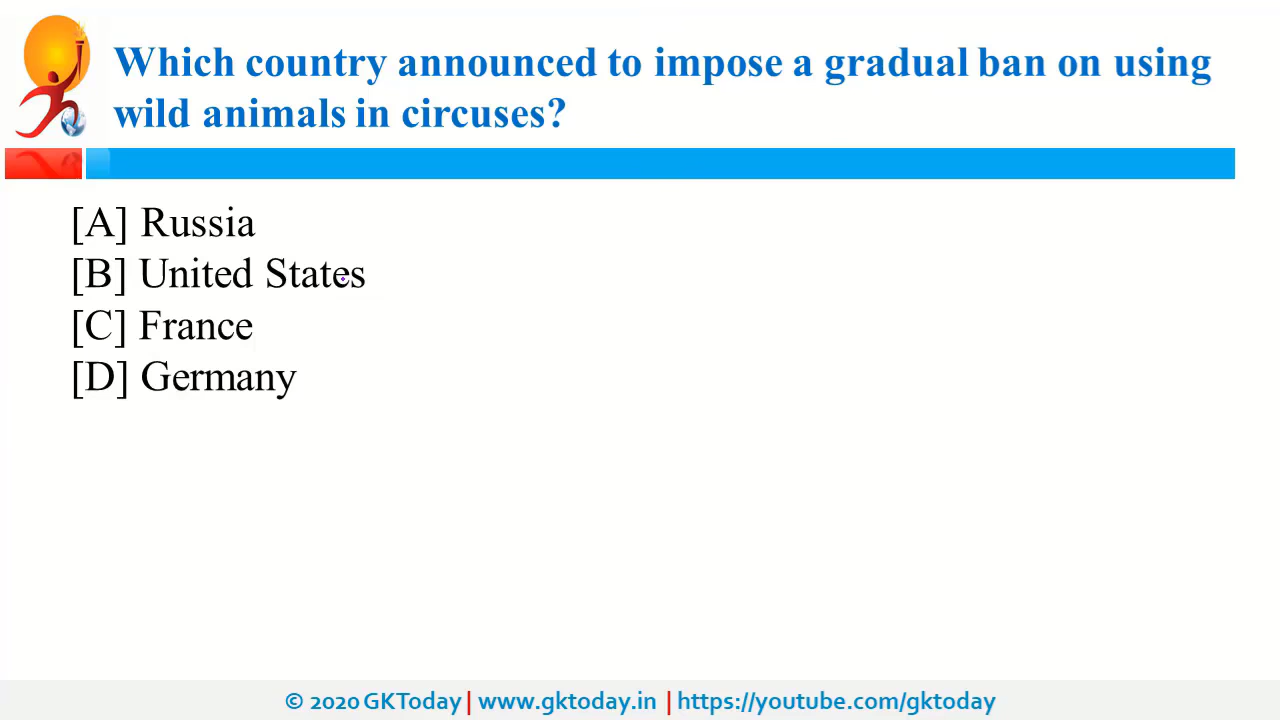 Which country announced to impose a gradual ban on using
wild animals in circuses?
[A] Russia
[B] United States
[C] France
[D] Germany
© 2020 GKToday | www.gktoday.in | https://youtube.com/gktoday